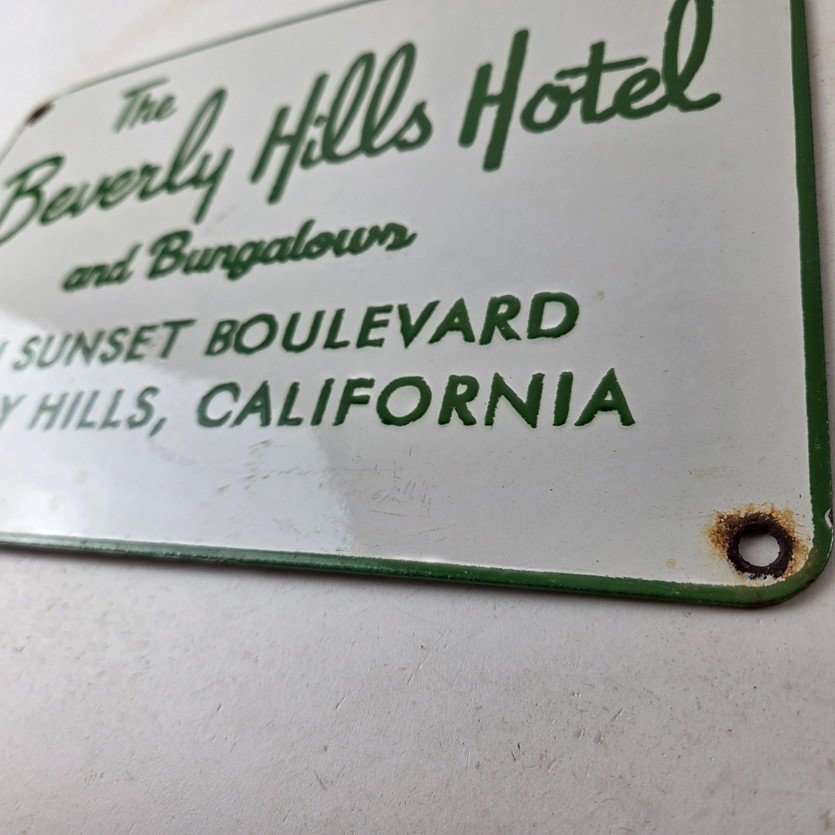 The
Beverly Hills Hotel
and Bungalows
SUNSET BOULEVARD
Y HILLS, CALIFORNIA